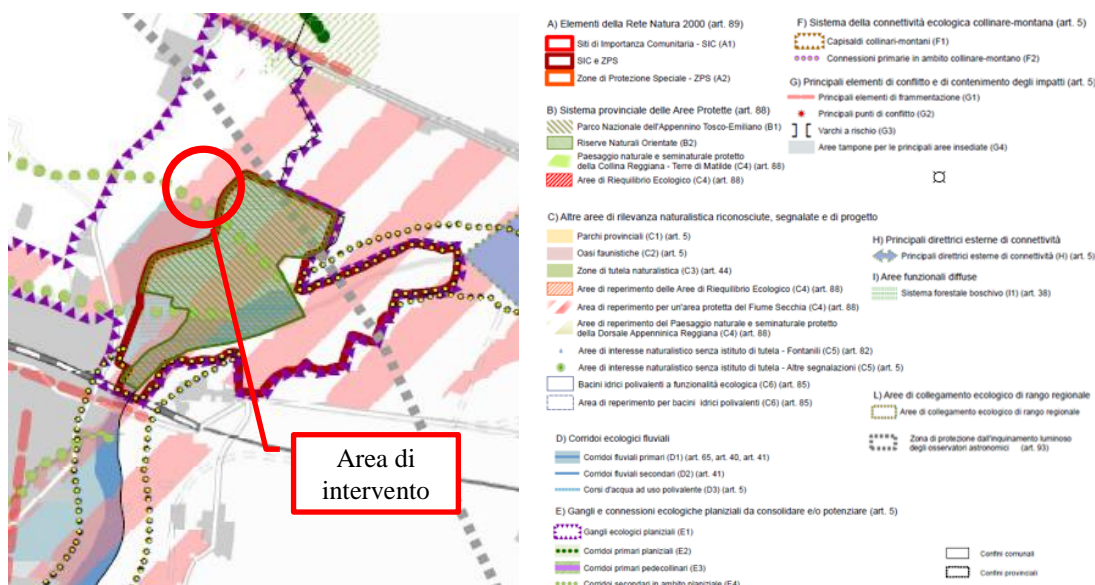 Area di
intervento
A) Elementi della Rete Natura 2000 (art. 89)
Siti di Importanza Comunitaria - SIC (A1)
SIC e ZPS
Zone di Protezione Speciale - ZPS (A2)
B) Sistema provinciale delle Aree Protette (art. 88)
Parco Nazionale dell'Appennino Tosco-Emiliano (B1)
Riserve Naturali Orientate (B2)
Paesaggio naturale e seminaturale protetto
della Collina Reggiana - Terre di Matilde (C4) (art. 88)
Aree di Riequilibrio Ecologico (C4) (art. 88)
C) Altre aree di rilevanza naturalistica riconosciute, segnalate e di progetto
Parchi provinciali (C1) (art. 5)
Oasi faunistiche (C2) (art. 5)
Zone di tutela naturalistica (C3) (art. 44)
Area di reperimento delle Aree di Riequilibrio Ecologico (C4) (art. 88)
Area di reperimento per un'area protetta del Fiume Secchia (C4) (art. 88)
Area di reperimento del Paesaggio naturale e seminaturale protetto
della Dorsale Appenninica Reggiana (C4) (art. 88)
Aree di interesse naturalistico senza istituto di tutela - Fontanili (C5) (art. 82)
Aree di interesse naturalistico senza istituto di tutela - Altre segnalazioni (C5) (art. 5)
Bacini idrici polivalenti a funzionalità ecologica (C6) (art. 85)
Area di reperimento per bacini idrici polivalenti (C6) (art. 85)
D) Corridoi ecologici fluviali
Corridoi fluviali primari (D1) (art. 65, art. 40, art. 41)
Corridoi fluviali secondari (D2) (art. 41)
Corsi d'acqua ad uso polivalente (D3) (art. 5)
E) Gangli e connessioni ecologiche planiziali da consolidare e/o potenziare (art. 5)
Gangli ecologici planiziali (E1)
Corridoi primari planiziali (E2)
Corridoi primari pedecollinari (E3)
Corridoi secondari in ambito planiziale (E4)
F) Sistema della connettività ecologica collinare-montana (art. 5)
Capisaldi collinari-montani (F1)
Connessioni primarie in ambito collinare-montano (F2)
G) Principali elementi di conflitto e di contenimento degli impatti (art. 5)
Principali elementi di frammentazione (G1)
Principali punti di conflitto (G2)
Varchi a rischio (G3)
Aree tampone per le principali aree insediate (G4)
H) Principali direttrici esterne di connettività
Principali direttrici esterne di connettività (H) (art. 5)
I) Aree funzionali diffuse
Sistema forestale boschivo (I1) (art. 38)
L) Aree di collegamento ecologico di rango regionale
Aree di collegamento ecologico di rango regionale
Zona di protezione dall'inquinamento luminoso
degli osservatori astronomici (art. 93)
Confini comunali
Confini provinciali